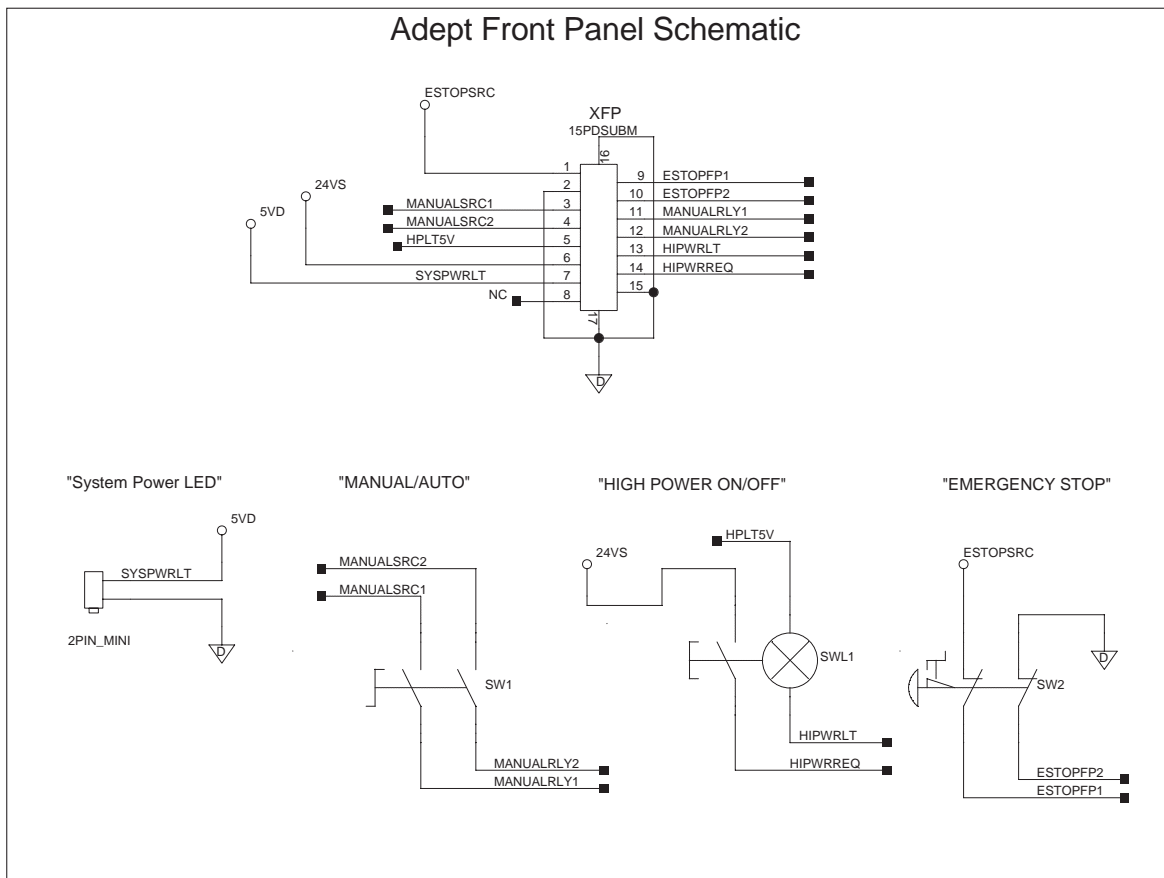 Adept Front Panel Schematic
ESTOPSRC
XFP
15PDSUBM
16
24VS
5VD
1
2
MANUALSRC1 3
MANUALSRC2 4
HPLT5V 5
6
SYSPWRLT 7
NC 8
9 ESTOPFP1
10 ESTOPFP2
11 MANUALRLY1
12 MANUALRLY2
13 HIPWRLT
14 HIPWRREQ
15
17
D
"System Power LED"
5VD
SYSPWRLT
2PIN_MINI
D
"MANUAL/AUTO"
MANUALSRC2
MANUALSRC1
SW1
MANUALRLY2
MANUALRLY1
"HIGH POWER ON/OFF"
HPLT5V
24VS
SWL1
HIPWRLT
HIPWRREQ
"EMERGENCY STOP"
ESTOPSRC
D
SW2
ESTOPFP2
ESTOPFP1